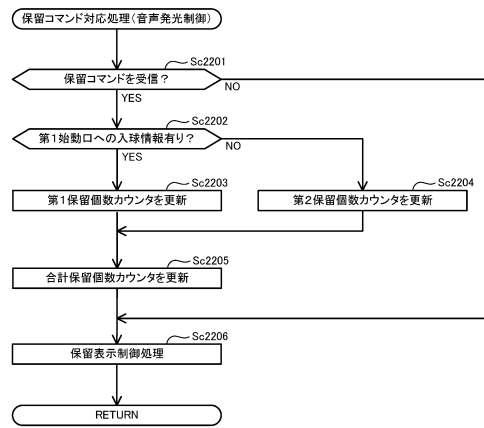 保留コマンド対応処理(音声発光制御)
Sc2201
保留コマンドを受信?
NO
YES
Sc2202
第1始動口への入球情報有り?
NO
YES
Sc2203
第1保留個数カウンタを更新
Sc2204
第2保留個数カウンタを更新
Sc2205
合計保留個数カウンタを更新
Sc2206
保留表示制御処理
RETURN